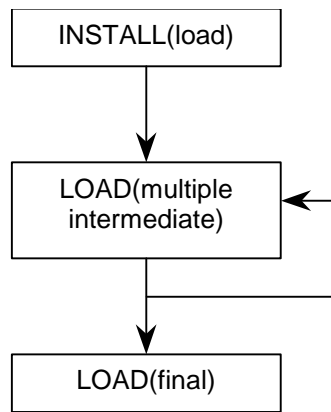 INSTALL(load)
LOAD(multiple
intermediate)
LOAD(final)